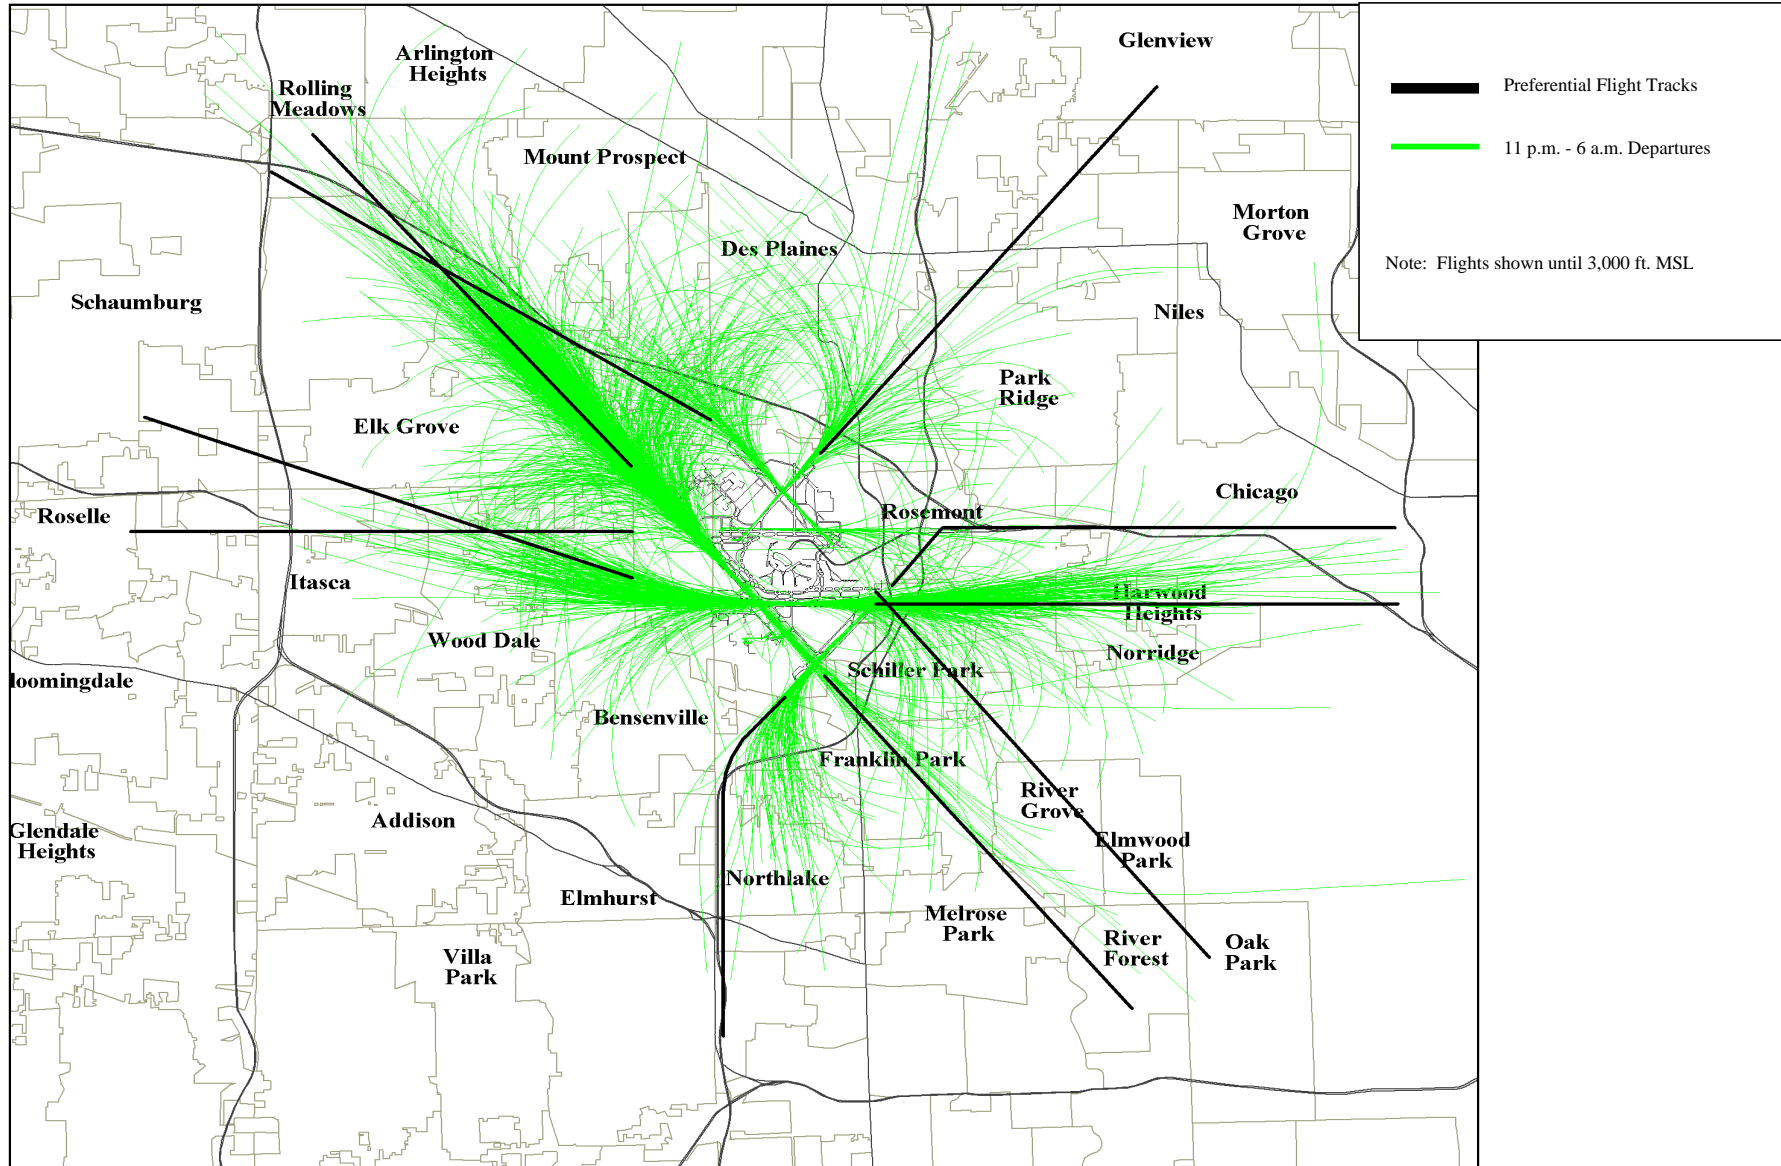 Arlington
Heights
Glenview
Rolling
Meadows
Mount Prospect
Des Plaines
Morton
Grove
Schaumburg
Niles
Park
Ridge
Elk Grove
Chicago
Roselle
Rosemont
Itasca
Harwood
Heights
Wood Dale
Norridge
Schiller Park
loomingdale
Bensenville
Franklin Park
River
Grove
Addison
Glendale
Heights
Elmwood
Park
Northlake
Elmhurst
Melrose
Park
River
Forest
Oak
Park
Villa
Park
Preferential Flight Tracks
11 p.m. - 6 a.m. Departures
Note: Flights shown until 3,000 ft. MSL